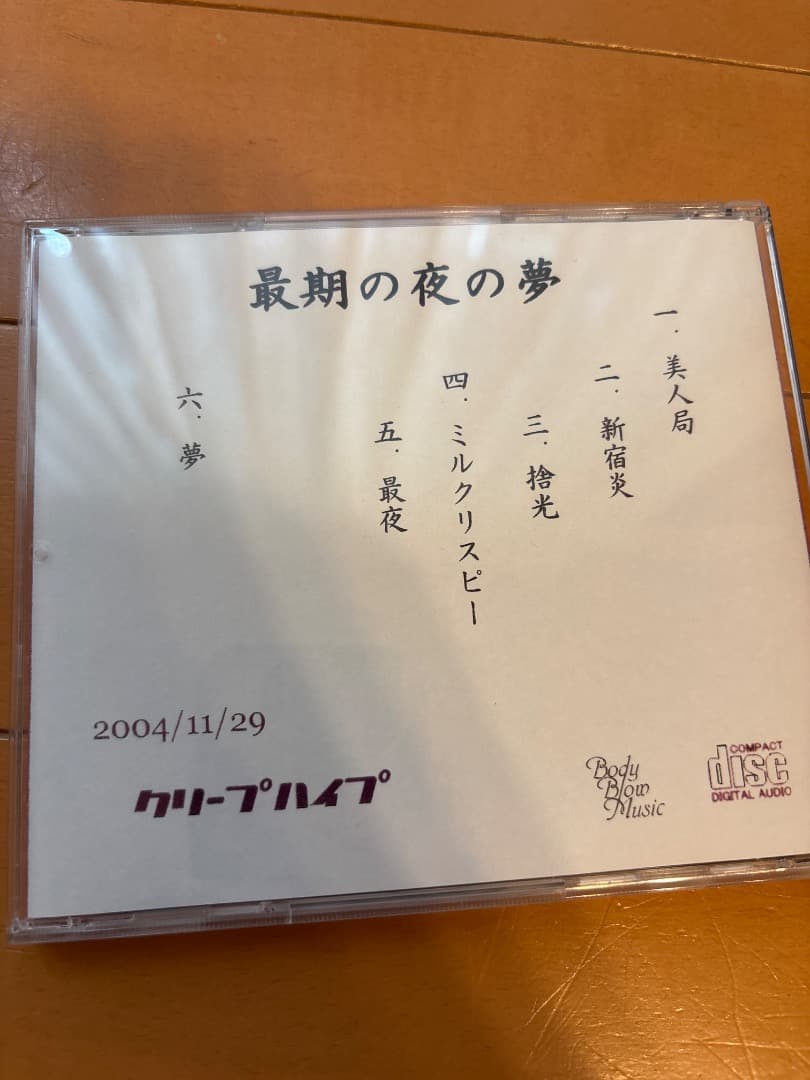 最期の夜の夢
一．美人局
二．新宿炎
三．捨光
四．ミルクリスピー
五．最夜
六．夢
2004/11/29
クリープハイプ
Body
Blow
Music
COMPACT
disc
DIGITAL AUDIO